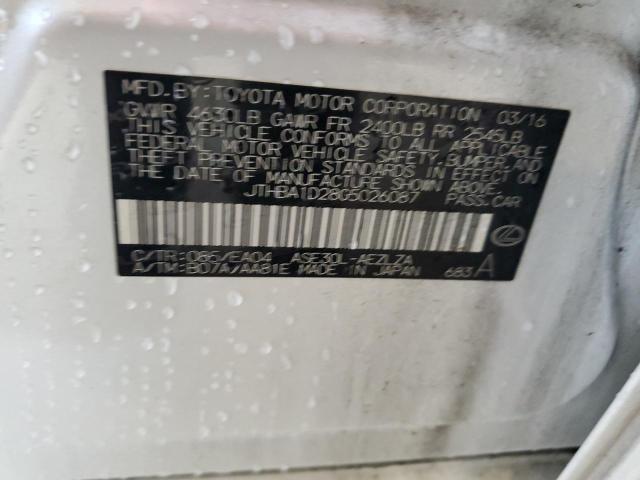 MFD. BY: TOYOTA MOTOR CORPORATION 03/16
GVWR 4630LB GAWR FR 2400LB RR 2545LB
THIS VEHICLE CONFORMS TO ALL APPLICABLE
FEDERAL MOTOR VEHICLE SAFETY, BUMPER, AND
THEFT PREVENTION STANDARDS IN EFFECT ON
THE DATE OF MANUFACTURE SHOWN ABOVE.
JTHBA1D28G5026087 PASS.CAR
C/TR: 085/EA04 ASE30L-AEZLZA
A/TM: B07A/AA81E MADE IN JAPAN 683 A